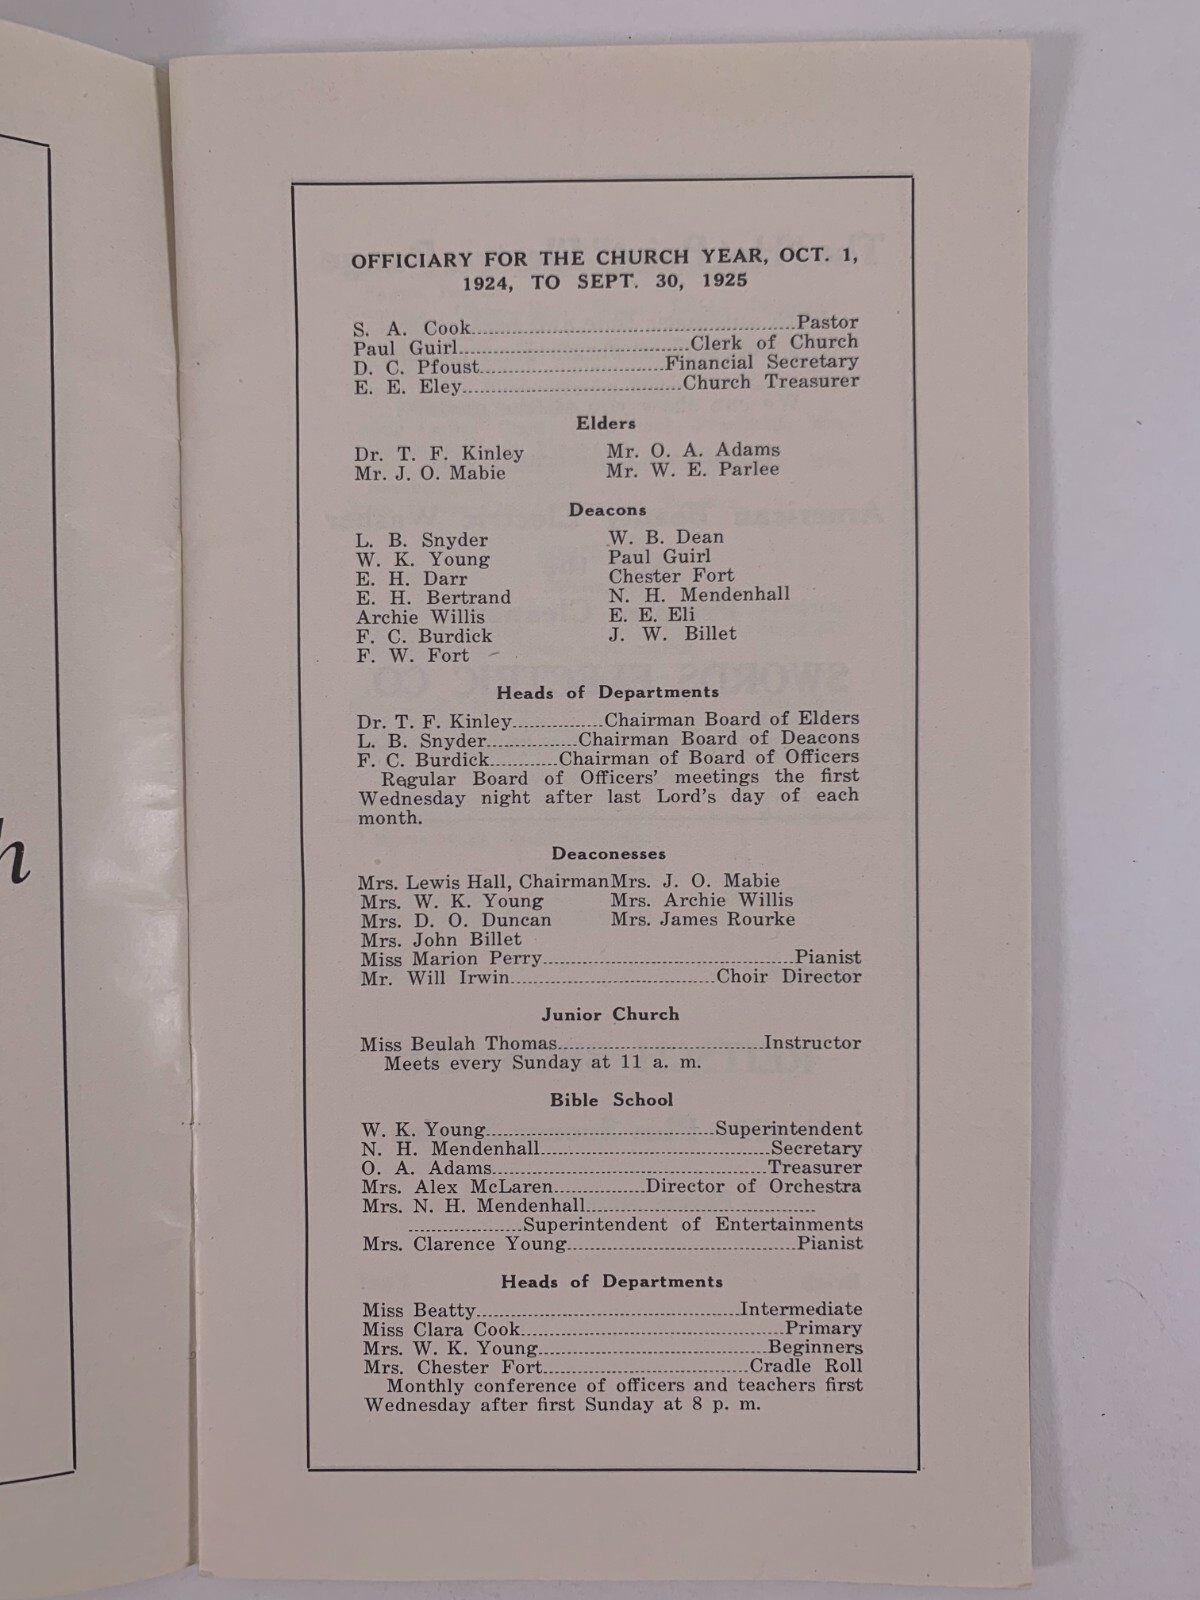 h
OFFICIARY FOR THE CHURCH YEAR, OCT. 1,
1924, TO SEPT. 30, 1925
S. A. Cook Pastor
Paul Guirl Clerk of Church
D. C. Pfoust Financial Secretary
E. E. Eley Church Treasurer
Elders
Dr. T. F. Kinley Mr. O. A. Adams
Mr. J. O. Mabie Mr. W. E. Parlee
Deacons
L. B. Snyder W. B. Dean
W. K. Young Paul Guirl
E. H. Darr Chester Fort
E. H. Bertrand N. H. Mendenhall
Archie Willis E. E. Eli
F. C. Burdick J. W. Billet
F. W. Fort
Heads of Departments
Dr. T. F. Kinley Chairman Board of Elders
L. B. Snyder Chairman Board of Deacons
F. C. Burdick Chairman of Board of Officers
Regular Board of Officers' meetings the first
Wednesday night after last Lord's day of each
month.
Deaconesses
Mrs. Lewis Hall, Chairman Mrs. J. O. Mabie
Mrs. W. K. Young Mrs. Archie Willis
Mrs. D. O. Duncan Mrs. James Rourke
Mrs. John Billet
Miss Marion Perry Pianist
Mr. Will Irwin Choir Director
Junior Church
Miss Beulah Thomas Instructor
Meets every Sunday at 11 a. m.
Bible School
W. K. Young Superintendent
N. H. Mendenhall Secretary
O. A. Adams Treasurer
Mrs. Alex McLaren Director of Orchestra
Mrs. N. H. Mendenhall
Superintendent of Entertainments
Mrs. Clarence Young Pianist
Heads of Departments
Miss Beatty Intermediate
Miss Clara Cook Primary
Mrs. W. K. Young Beginners
Mrs. Chester Fort Cradle Roll
Monthly conference of officers and teachers first
Wednesday after first Sunday at 8 p. m.